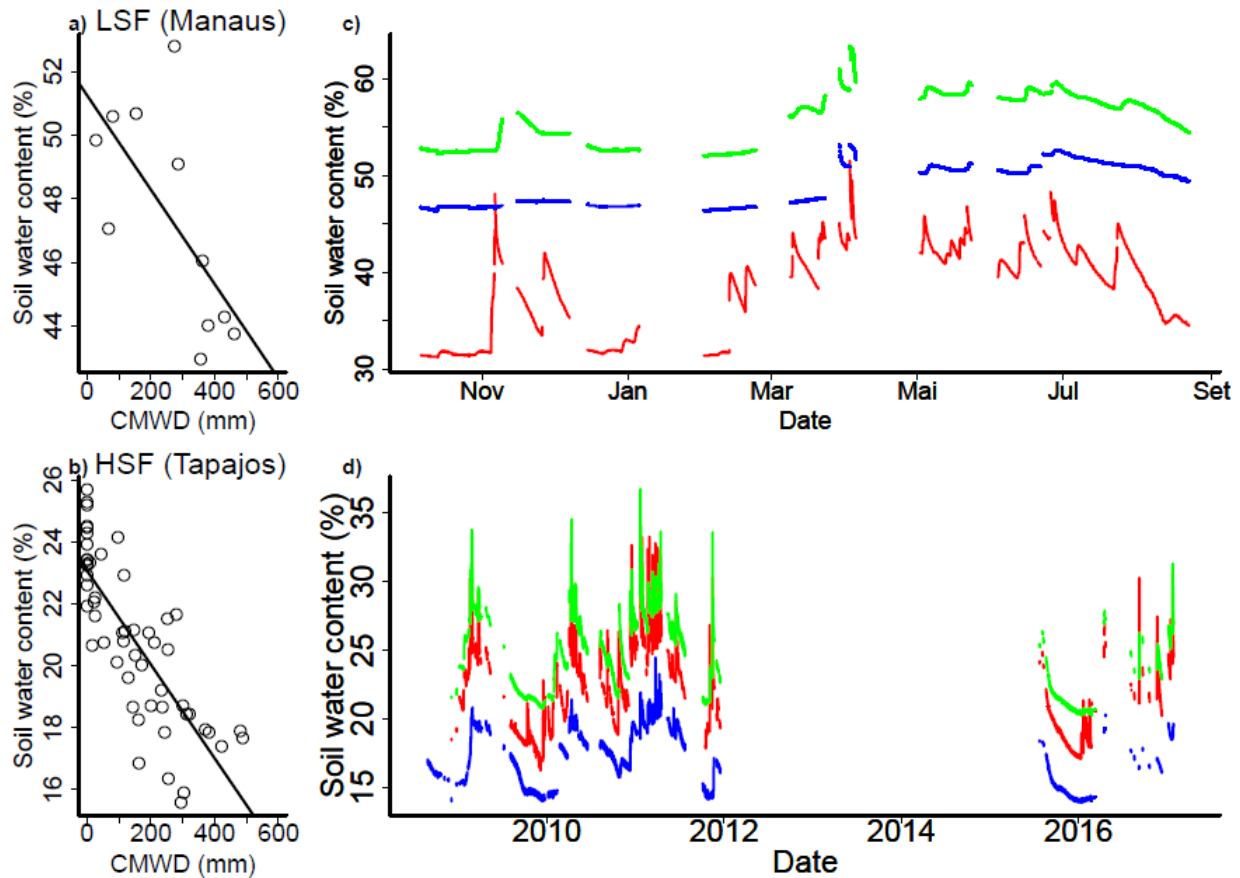 a) LSF (Manaus)
Soil water content (%)
52
50
48
46
44
0 200 400 600
CMWD (mm)
c)
Soil water content (%)
60
50
40
30
Nov Jan Mar Mai Jul Set
Date
b) HSF (Tapajos)
Soil water content (%)
26
24
22
20
18
16
0 200 400 600
CMWD (mm)
d)
Soil water content (%)
35
30
25
20
15
2010 2012 2014 2016
Date